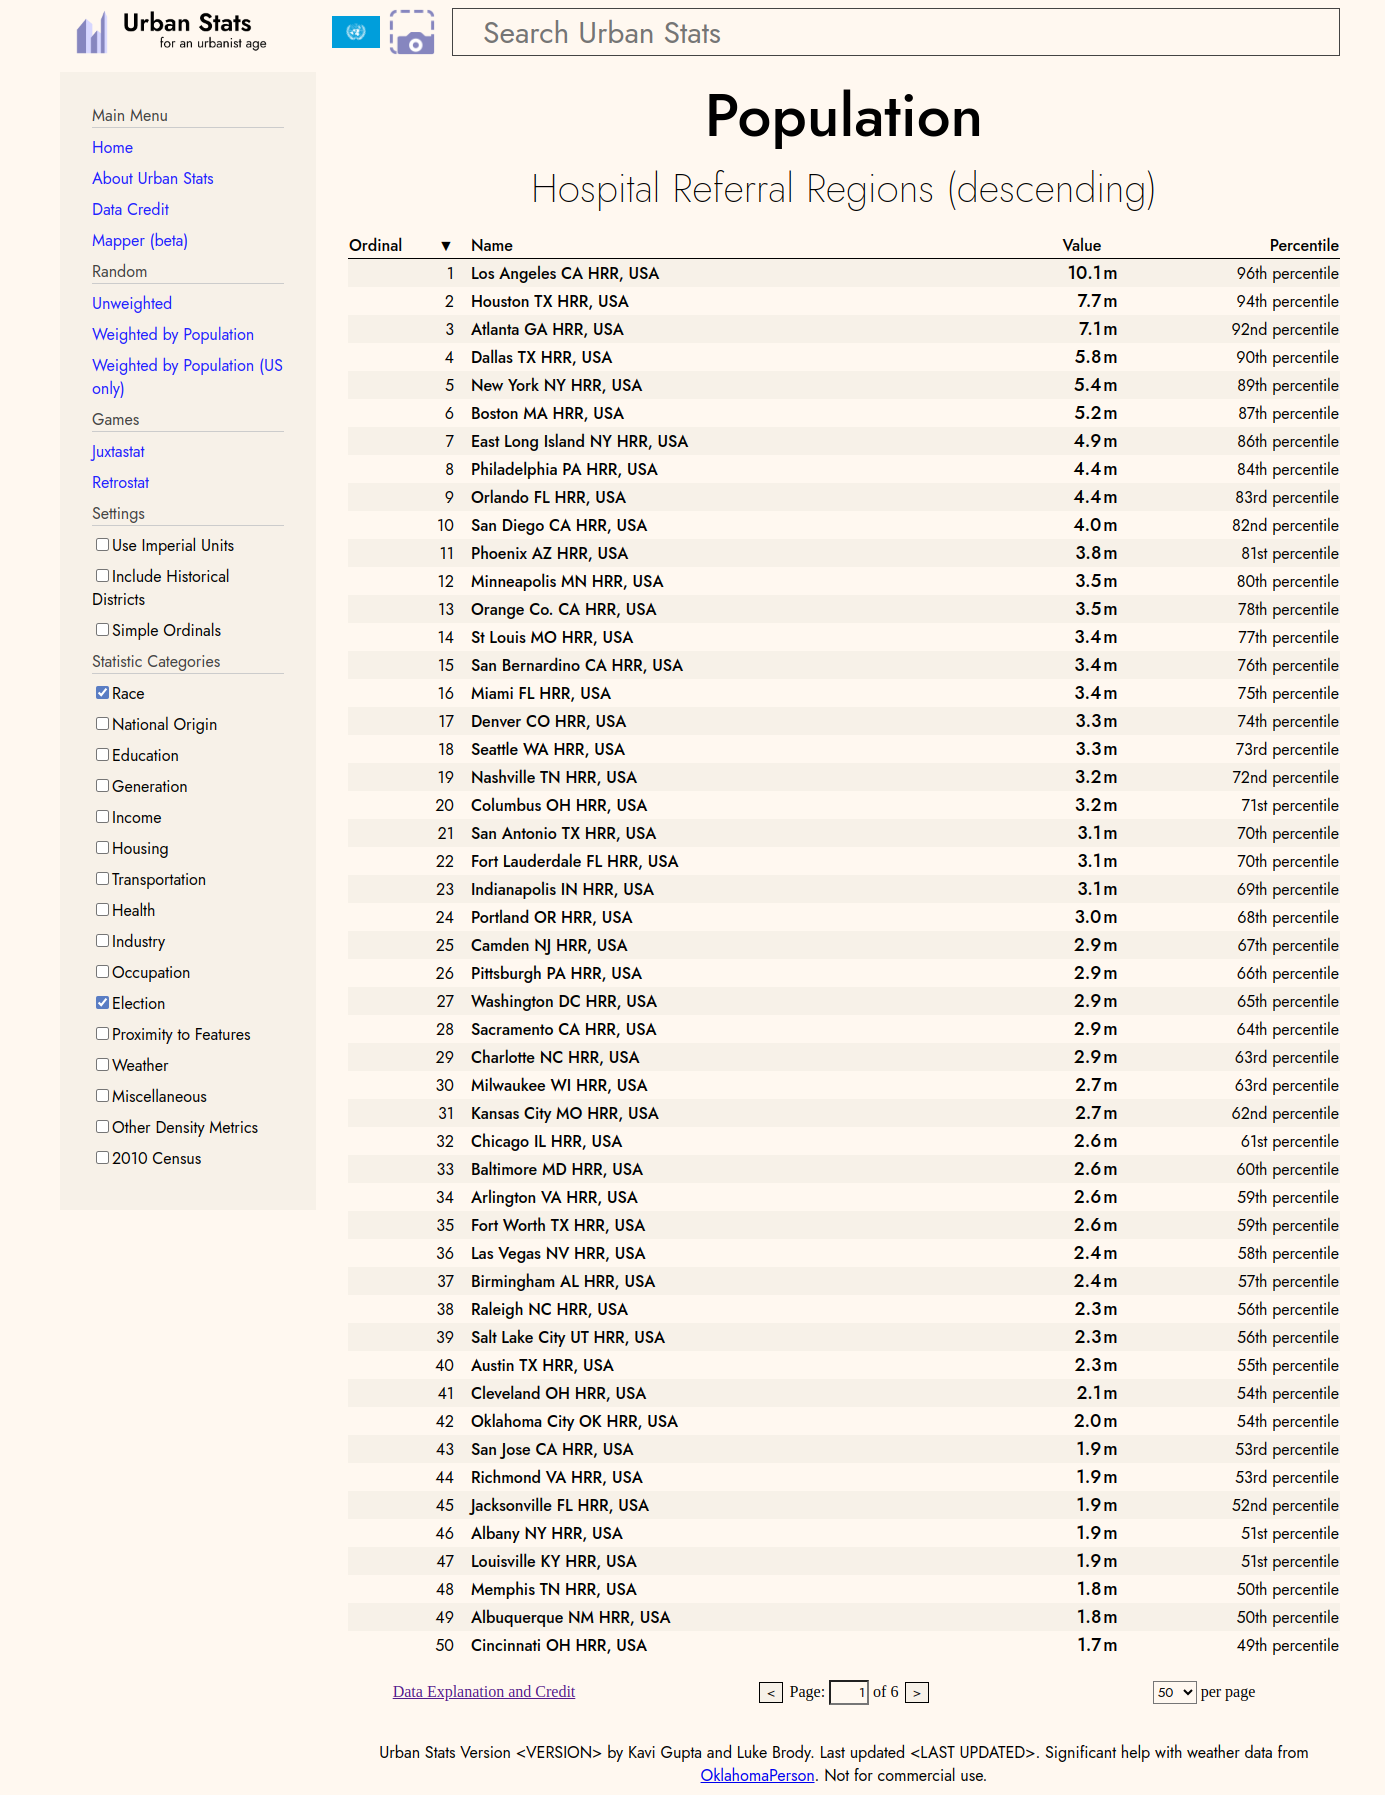 Urban Stats
for an urbanist age
Search Urban Stats
Main Menu
Home
About Urban Stats
Data Credit
Mapper (beta)
Random
Unweighted
Weighted by Population
Weighted by Population (US
only)
Games
Juxtastat
Retrostat
Settings
Use Imperial Units
Include Historical
Districts
Simple Ordinals
Statistic Categories
Race
National Origin
Education
Generation
Income
Housing
Transportation
Health
Industry
Occupation
Election
Proximity to Features
Weather
Miscellaneous
Other Density Metrics
2010 Census
Population
Hospital Referral Regions (descending)
Ordinal ▼ Name Value Percentile
1 Los Angeles CA HRR, USA 10.1m 96th percentile
2 Houston TX HRR, USA 7.7m 94th percentile
3 Atlanta GA HRR, USA 7.1m 92nd percentile
4 Dallas TX HRR, USA 5.8m 90th percentile
5 New York NY HRR, USA 5.4m 89th percentile
6 Boston MA HRR, USA 5.2m 87th percentile
7 East Long Island NY HRR, USA 4.9m 86th percentile
8 Philadelphia PA HRR, USA 4.4m 84th percentile
9 Orlando FL HRR, USA 4.4m 83rd percentile
10 San Diego CA HRR, USA 4.0m 82nd percentile
11 Phoenix AZ HRR, USA 3.8m 81st percentile
12 Minneapolis MN HRR, USA 3.5m 80th percentile
13 Orange Co. CA HRR, USA 3.5m 78th percentile
14 St Louis MO HRR, USA 3.4m 77th percentile
15 San Bernardino CA HRR, USA 3.4m 76th percentile
16 Miami FL HRR, USA 3.4m 75th percentile
17 Denver CO HRR, USA 3.3m 74th percentile
18 Seattle WA HRR, USA 3.3m 73rd percentile
19 Nashville TN HRR, USA 3.2m 72nd percentile
20 Columbus OH HRR, USA 3.2m 71st percentile
21 San Antonio TX HRR, USA 3.1m 70th percentile
22 Fort Lauderdale FL HRR, USA 3.1m 70th percentile
23 Indianapolis IN HRR, USA 3.1m 69th percentile
24 Portland OR HRR, USA 3.0m 68th percentile
25 Camden NJ HRR, USA 2.9m 67th percentile
26 Pittsburgh PA HRR, USA 2.9m 66th percentile
27 Washington DC HRR, USA 2.9m 65th percentile
28 Sacramento CA HRR, USA 2.9m 64th percentile
29 Charlotte NC HRR, USA 2.9m 63rd percentile
30 Milwaukee WI HRR, USA 2.7m 63rd percentile
31 Kansas City MO HRR, USA 2.7m 62nd percentile
32 Chicago IL HRR, USA 2.6m 61st percentile
33 Baltimore MD HRR, USA 2.6m 60th percentile
34 Arlington VA HRR, USA 2.6m 59th percentile
35 Fort Worth TX HRR, USA 2.6m 59th percentile
36 Las Vegas NV HRR, USA 2.4m 58th percentile
37 Birmingham AL HRR, USA 2.4m 57th percentile
38 Raleigh NC HRR, USA 2.3m 56th percentile
39 Salt Lake City UT HRR, USA 2.3m 56th percentile
40 Austin TX HRR, USA 2.3m 55th percentile
41 Cleveland OH HRR, USA 2.1m 54th percentile
42 Oklahoma City OK HRR, USA 2.0m 54th percentile
43 San Jose CA HRR, USA 1.9m 53rd percentile
44 Richmond VA HRR, USA 1.9m 53rd percentile
45 Jacksonville FL HRR, USA 1.9m 52nd percentile
46 Albany NY HRR, USA 1.9m 51st percentile
47 Louisville KY HRR, USA 1.9m 51st percentile
48 Memphis TN HRR, USA 1.8m 50th percentile
49 Albuquerque NM HRR, USA 1.8m 50th percentile
50 Cincinnati OH HRR, USA 1.7m 49th percentile
Data Explanation and Credit < Page: 1 of 6 > 50 per page
Urban Stats Version <VERSION> by Kavi Gupta and Luke Brody. Last updated <LAST UPDATED>. Significant help with weather data from
OklahomaPerson. Not for commercial use.